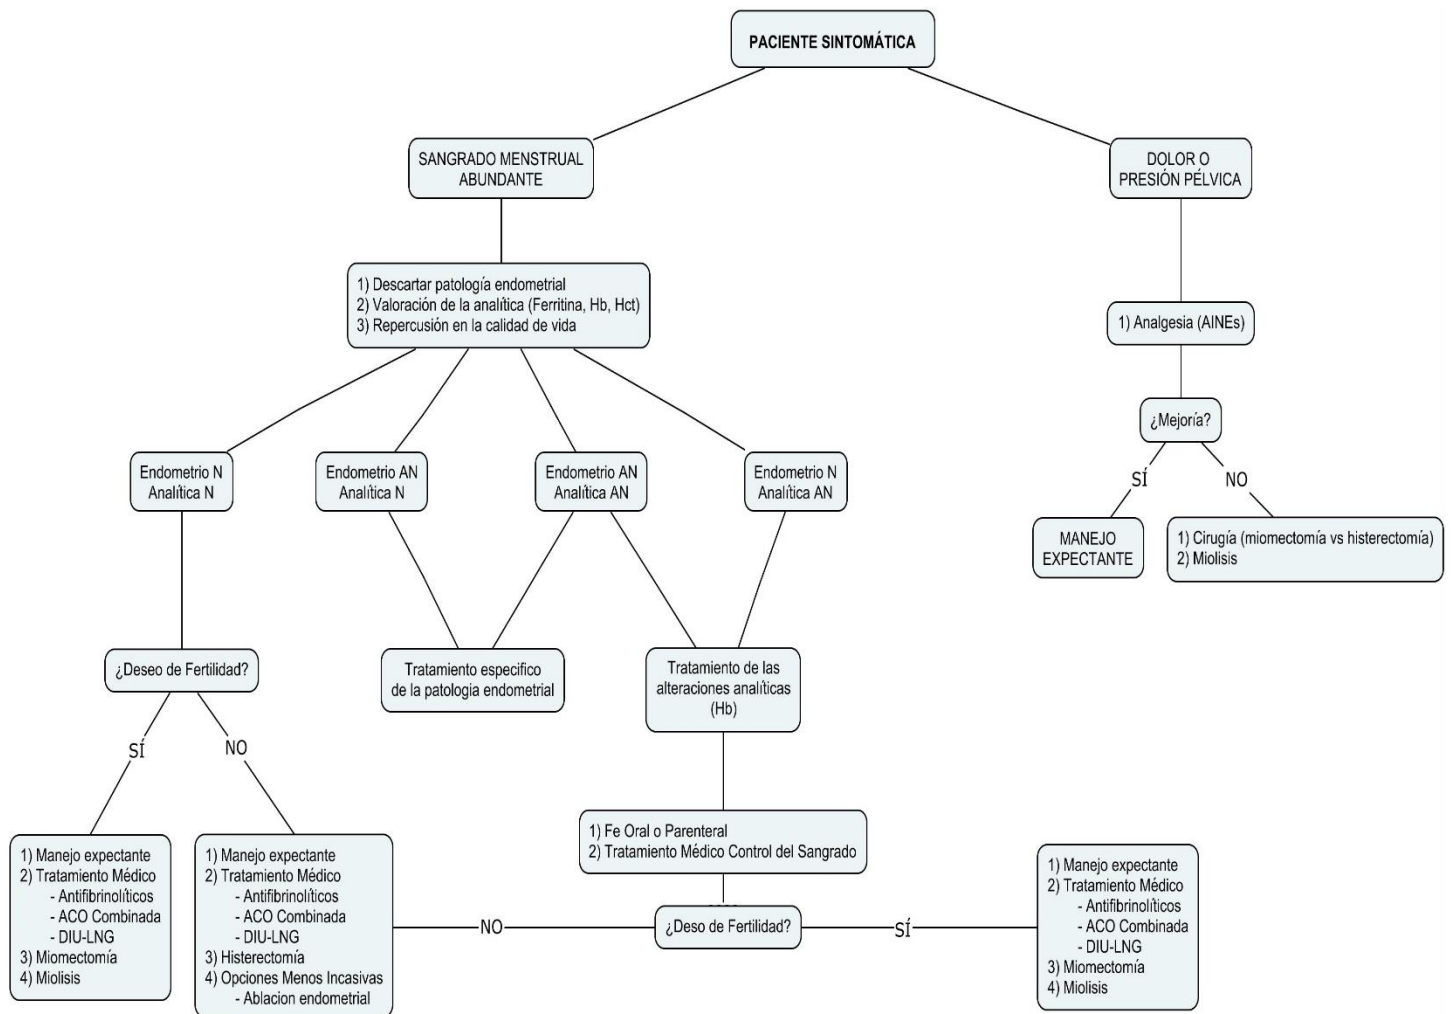 PACIENTE SINTOMÁTICA
SANGRADO MENSTRUAL
ABUNDANTE
DOLOR O
PRESIÓN PÉLVICA
1) Descartar patología endometrial
2) Valoración de la analítica (Ferritina, Hb, Hct)
3) Repercusión en la calidad de vida
1) Analgesia (AINEs)
¿Mejoría?
SÍ
NO
MANEJO
EXPECTANTE
1) Cirugía (miomectomía vs histerectomía)
2) Miolisis
Endometrio N
Analítica N
Endometrio AN
Analítica N
Endometrio AN
Analítica AN
Endometrio N
Analítica AN
¿Deseo de Fertilidad?
Tratamiento especifico
de la patologia endometrial
Tratamiento de las
alteraciones analíticas
(Hb)
SÍ
NO
1) Manejo expectante
2) Tratamiento Médico
- Antifibrinolíticos
- ACO Combinada
- DIU-LNG
3) Miomectomía
4) Miolisis
1) Manejo expectante
2) Tratamiento Médico
- Antifibrinolíticos
- ACO Combinada
- DIU-LNG
3) Histerectomía
4) Opciones Menos Incasivas
- Ablacion endometrial
1) Fe Oral o Parenteral
2) Tratamiento Médico Control del Sangrado
NO
¿Deso de Fertilidad?
SÍ
1) Manejo expectante
2) Tratamiento Médico
- Antifibrinolíticos
- ACO Combinada
- DIU-LNG
3) Miomectomía
4) Miolisis